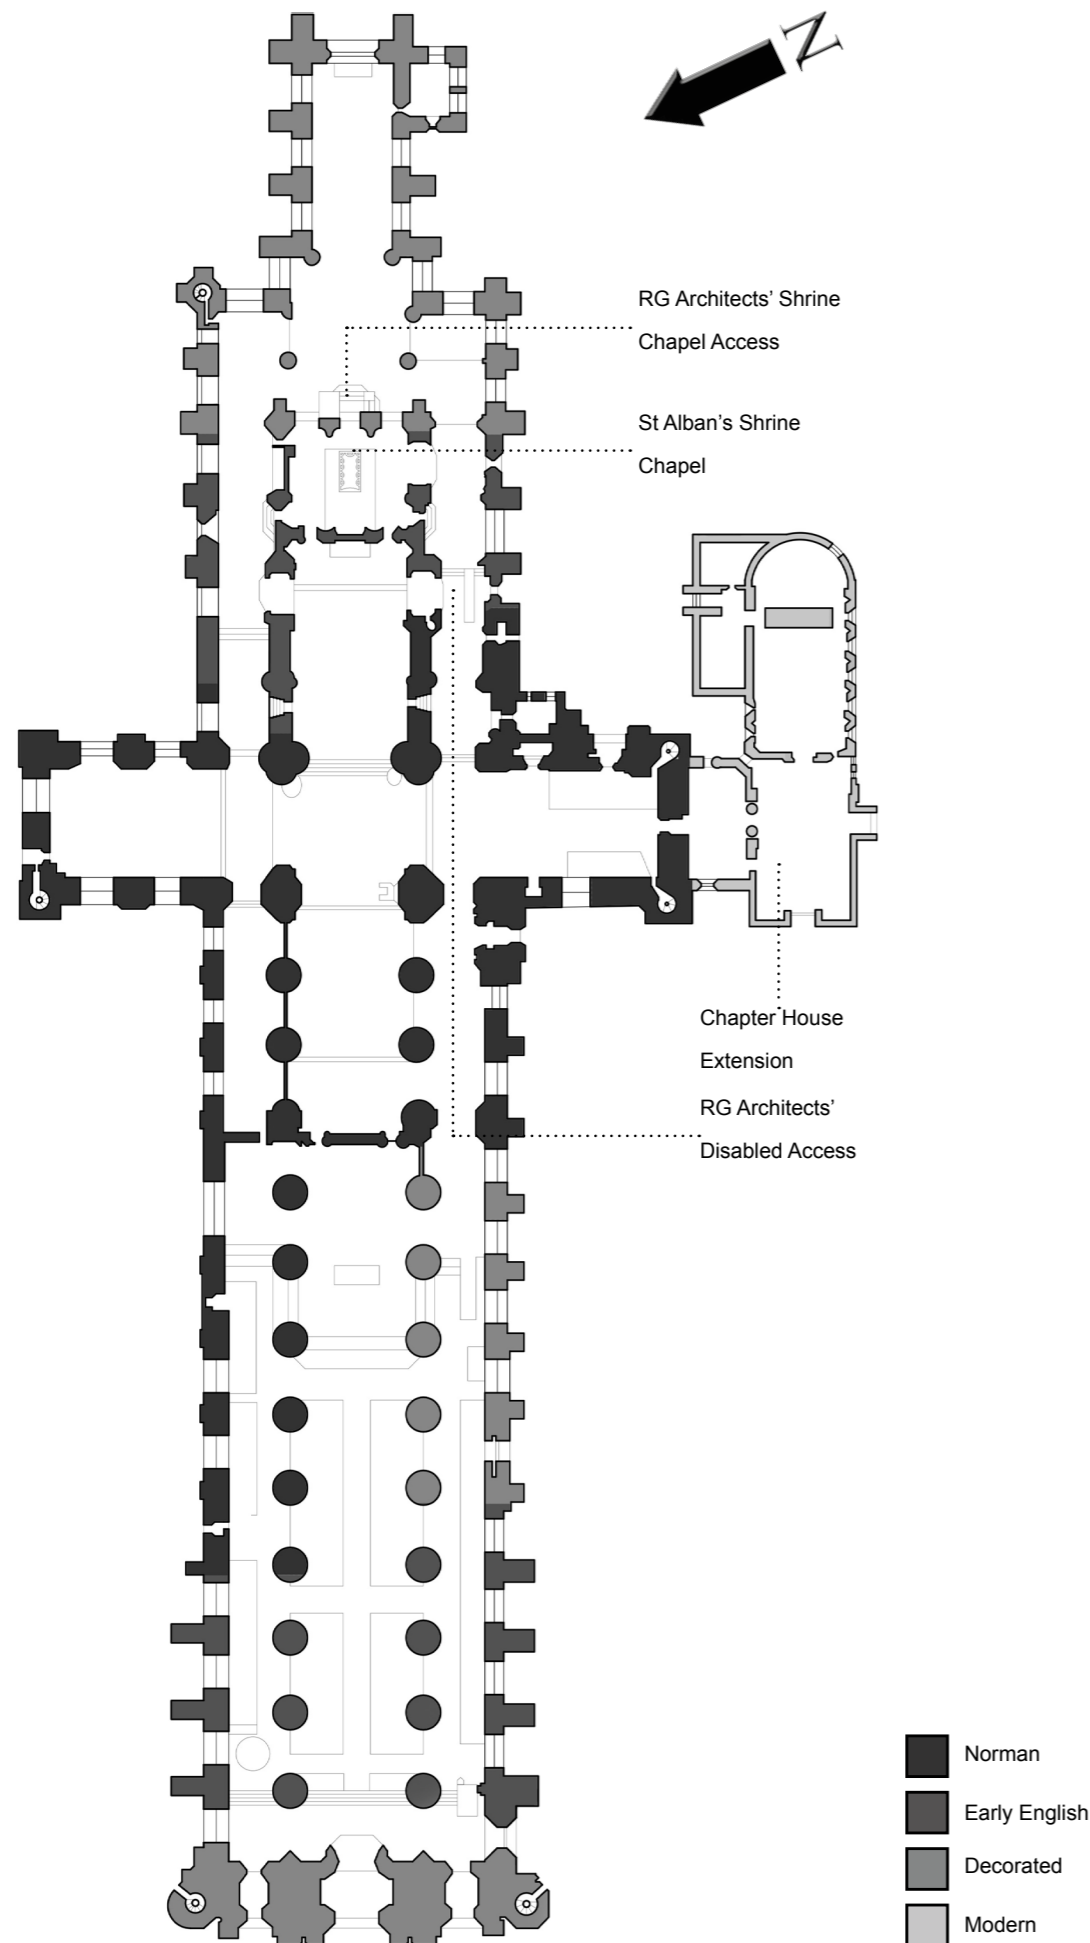 N
RG Architects’ Shrine
Chapel Access
St Alban’s Shrine
Chapel
Chapter House
Extension
RG Architects’
Disabled Access
Norman
Early English
Decorated
Modern